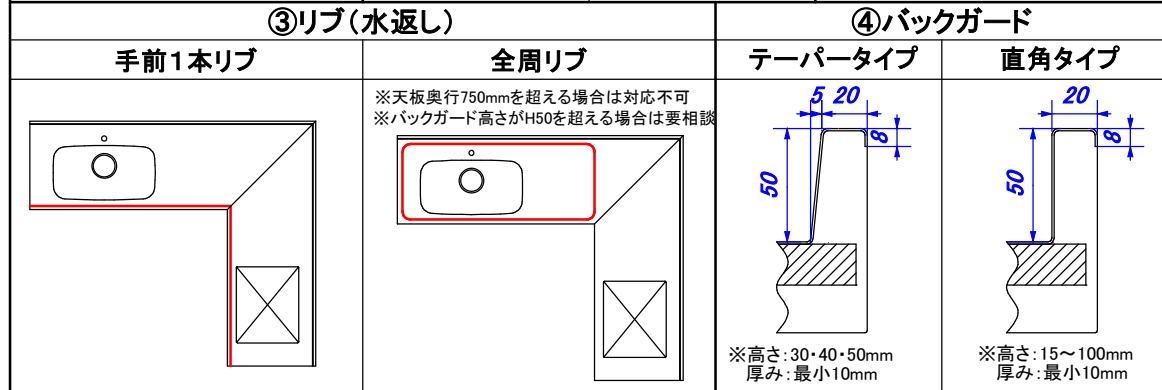 ③リブ(水返し)
④バックガード
手前1本リブ
全周リブ
テーパータイプ
直角タイプ
※天板奥行750mmを超える場合は対応不可
※バックガード高さがH50を超える場合は要相談
5 20
8
50
20
8
50
※高さ:30・40・50mm
厚み:最小10mm
※高さ:15～100mm
厚み:最小10mm